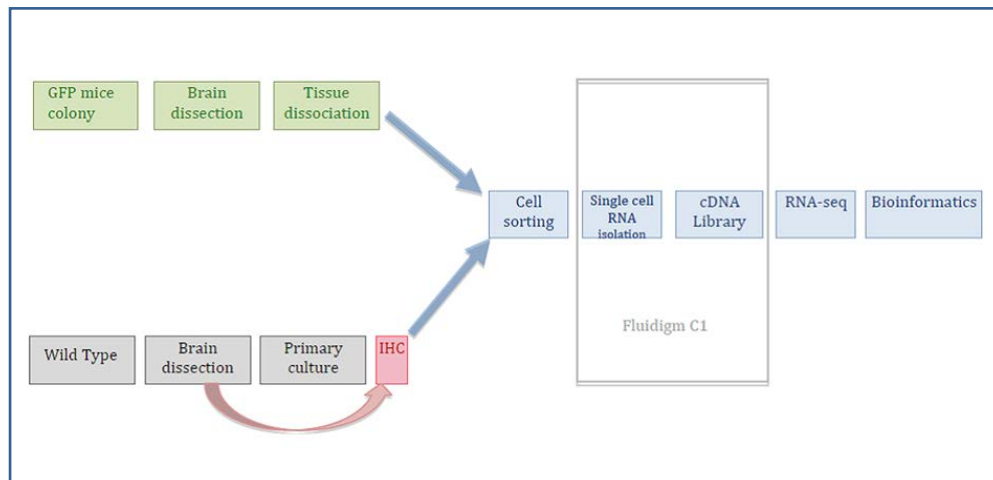 GFP mice
colony
Brain
dissection
Tissue
dissociation
Cell
sorting
Single cell
RNA
isolation
cDNA
Library
RNA-seq
Bioinformatics
Fluidigm C1
Wild Type
Brain
dissection
Primary
culture
IHC